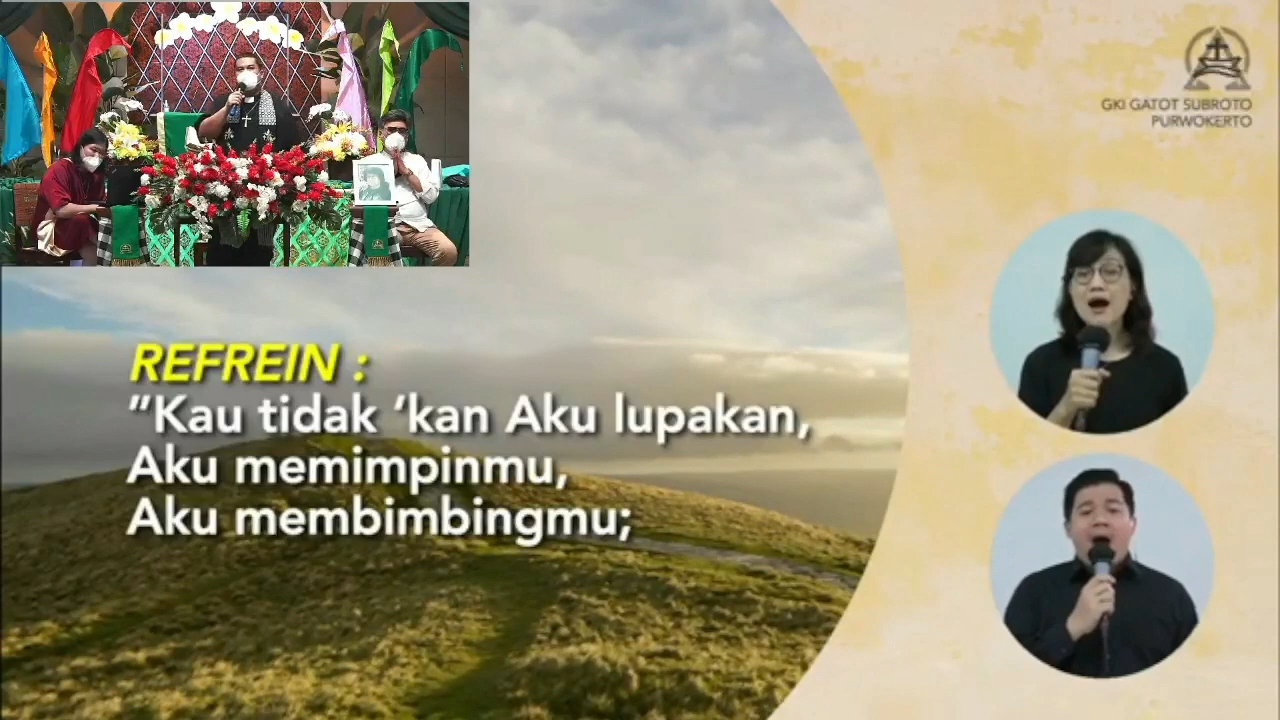 GKI GATOT SUBROTO
PURWOKERTO
REFREIN :
”Kau tidak ‘kan Aku lupakan,
Aku memimpinmu,
Aku membimbingmu;